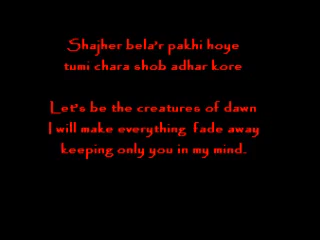 Shajher bela'r pakhi hoye
tumi chara shob adhar kore
Let's be the creatures of dawn
I will make everything fade away
keeping only you in my mind.